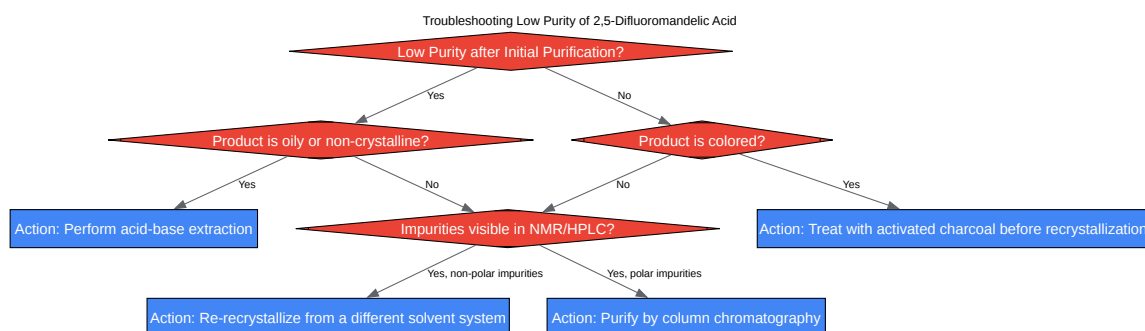 Troubleshooting Low Purity of 2,5-Difluoromandelic Acid
Low Purity after Initial Purification?
Yes
No
Product is oily or non-crystalline?
Product is colored?
Yes
No
No
Yes
Action: Perform acid-base extraction
Impurities visible in NMR/HPLC?
Action: Treat with activated charcoal before recrystallization
Yes, non-polar impurities
Yes, polar impurities
Action: Re-recrystallize from a different solvent system
Action: Purify by column chromatography